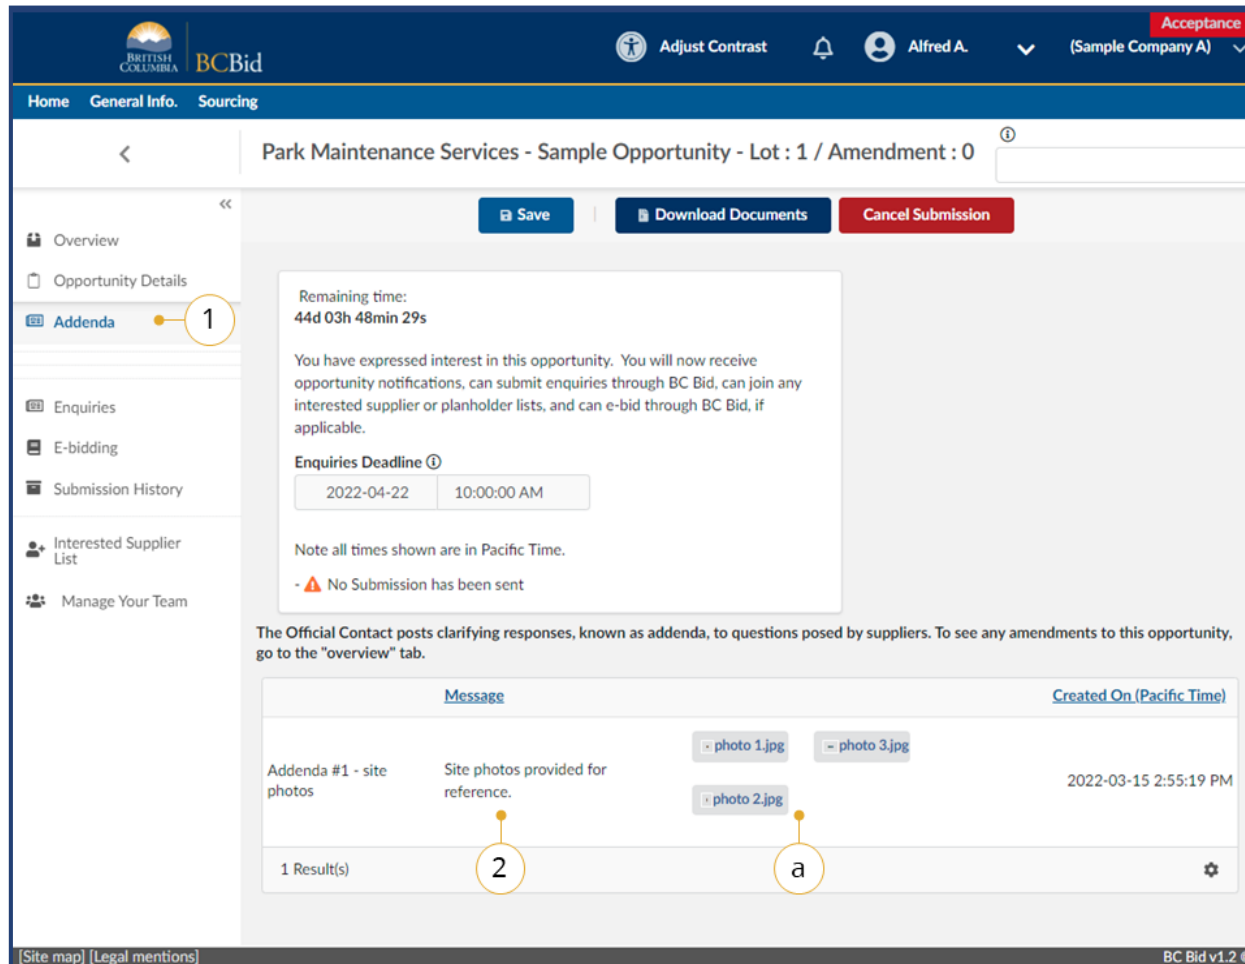 Acceptance
BRITISH
COLUMBIA
BCBid
Adjust Contrast
Alfred A.
(Sample Company A)
Home General Info. Sourcing
Park Maintenance Services - Sample Opportunity - Lot : 1 / Amendment : 0
Save
Download Documents
Cancel Submission
Overview
Opportunity Details
Addenda
1
Enquiries
E-bidding
Submission History
Interested Supplier
List
Manage Your Team
Remaining time:
44d 03h 48min 29s
You have expressed interest in this opportunity. You will now receive
opportunity notifications, can submit enquiries through BC Bid, can join any
interested supplier or planholder lists, and can e-bid through BC Bid, if
applicable.
Enquiries Deadline
2022-04-22 10:00:00 AM
Note all times shown are in Pacific Time.
- No Submission has been sent
The Official Contact posts clarifying responses, known as addenda, to questions posed by suppliers. To see any amendments to this opportunity,
go to the "overview" tab.
Message Created On (Pacific Time)
Addenda #1 - site
photos
Site photos provided for
reference.
photo 1.jpg photo 3.jpg
photo 2.jpg
2022-03-15 2:55:19 PM
2
a
1 Result(s)
[Site map] [Legal mentions]
BC Bid v1.2 ©